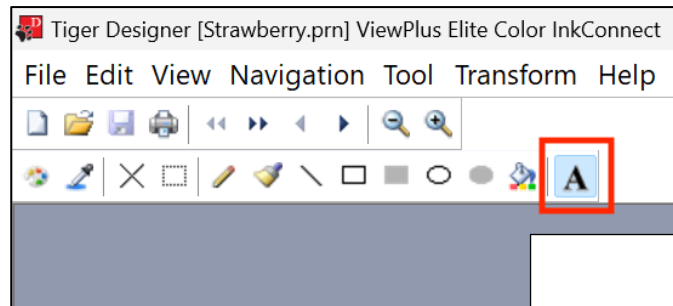 Tiger Designer [Strawberry.prn] ViewPlus Elite Color InkConnect
File Edit View Navigation Tool Transform Help
A